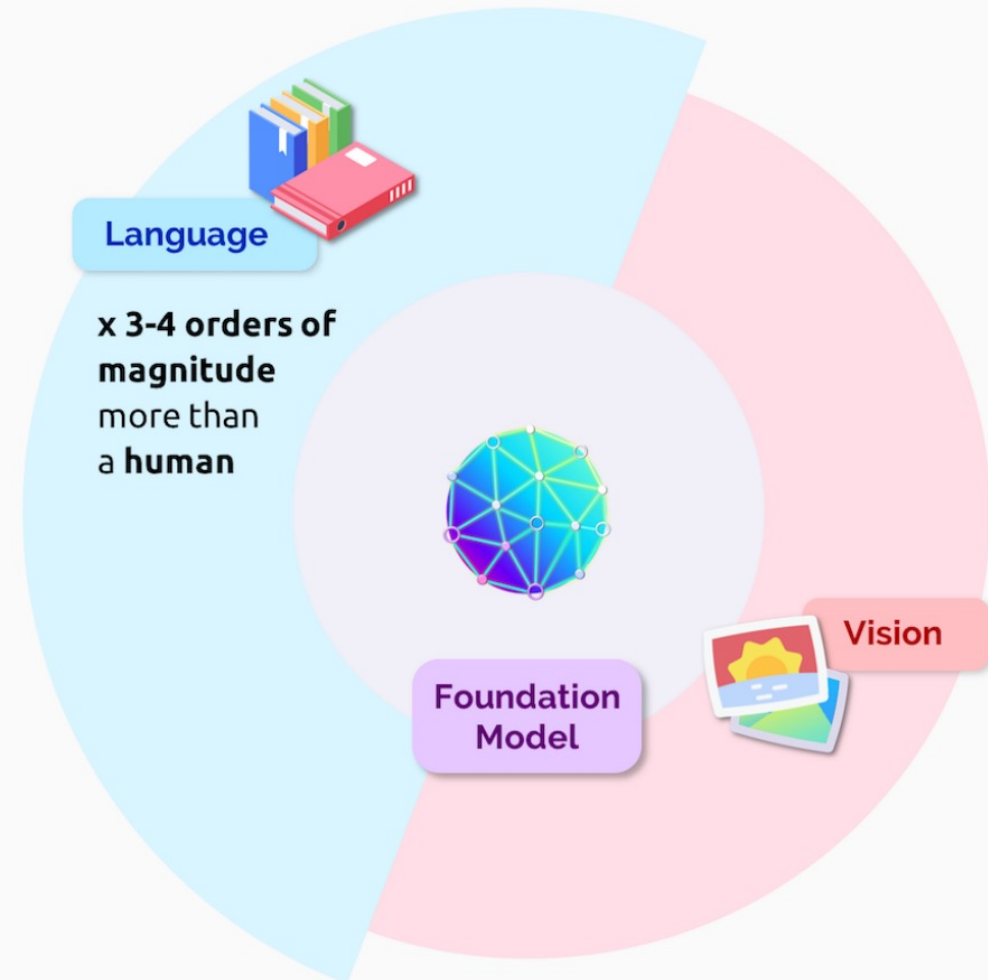 Language
x 3-4 orders of
magnitude
more than
a human
Vision
Foundation
Model